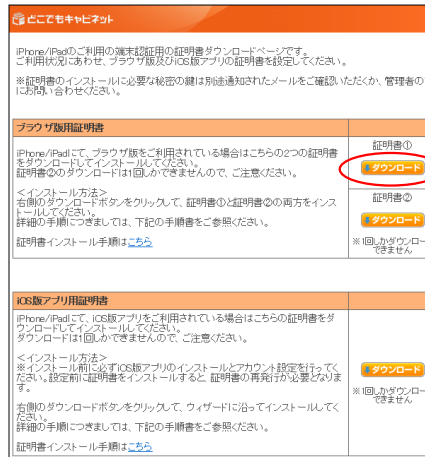 どこでもキャビネット
iPhone/iPadのご利用の端末認証用の証明書ダウンロードページです。
ご利用状況にあわせ、ブラウザ版及びiOS版アプリの証明書を設定してください。
※証明書のインストールに必要な秘密の鍵は別途通知されたメールをご確認いただくか、管理者の
にお問い合わせください。
ブラウザ版用証明書
iPhone/iPadにて、ブラウザ版をご利用されている場合はこちらの2つの証明書
をダウンロードしてインストールしてください。
証明書②のダウンロードは1回しかできませんので、ご注意ください。
<インストール方法>
右側のダウンロードボタンをクリックして、証明書①と証明書②の両方をインス
トールしてください。
詳細の手順につきましては、下記の手順書をご参照ください。
証明書インストール手順はこちら
証明書①
ダウンロード
証明書②
ダウンロード
※1回しかダウンロー
できません
iOS版アプリ用証明書
iPhone/iPadにて、iOS版アプリをご利用されている場合はこちらの証明書をダ
ウンロードしてインストールしてください。
ダウンロードは1回しかできませんので、ご注意ください。
<インストール方法>
※インストール前に必ずiOS版アプリのインストールとアカウント設定を行ってく
ださい。設定前に証明書をインストールすると、証明書の再発行が必要となりま
す。
右側のダウンロードボタンをクリックして、ウィザードに沿ってインストールしてく
ださい。
詳細の手順につきましては、下記の手順書をご参照ください。
証明書インストール手順はこちら
ダウンロード
※1回しかダウンロー
できません